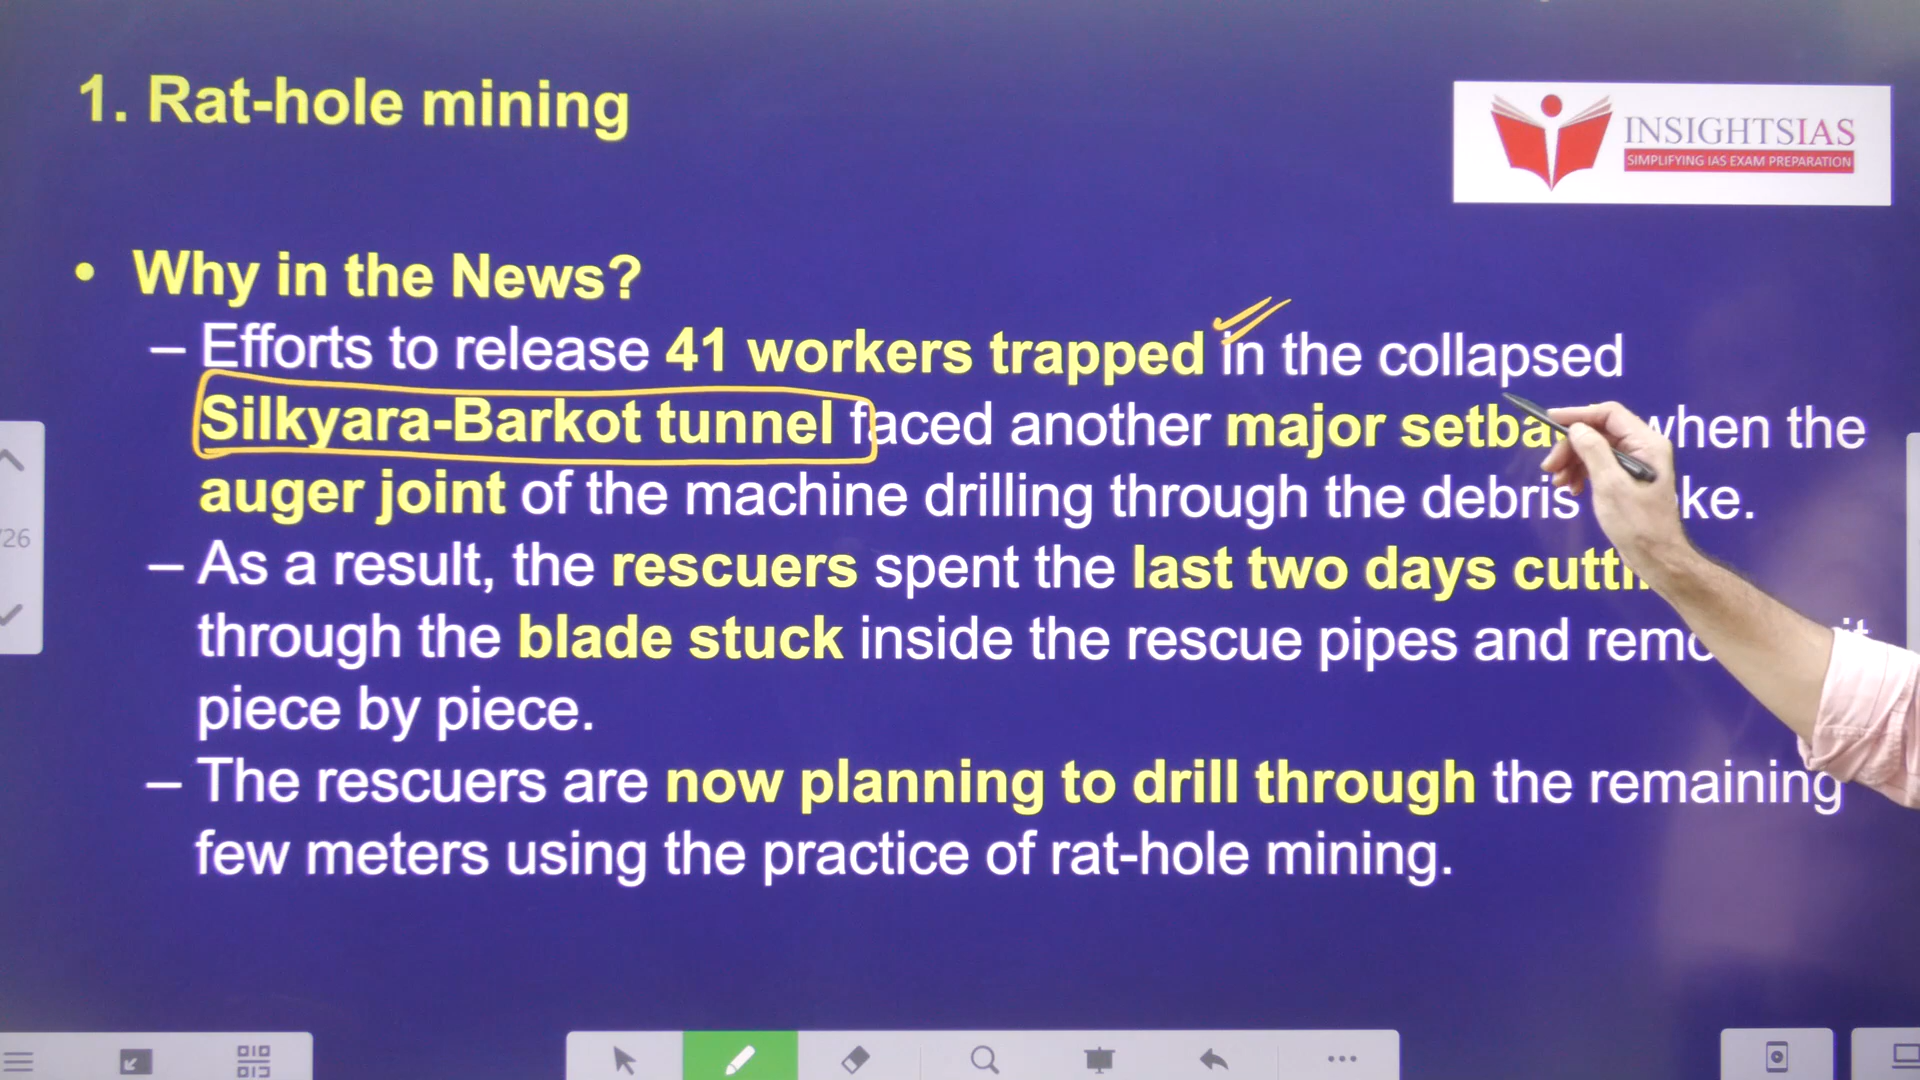 1. Rat-hole mining
INSIGHTSIAS
SIMPLIFYING IAS EXAM PREPARATION
• Why in the News?
– Efforts to release 41 workers trapped in the collapsed
Silkyara-Barkot tunnel faced another major when the
auger joint of the machine drilling through the debris
– As a result, the rescuers spent the last two days
through the blade stuck inside the rescue pipes and it
piece by piece.
– The rescuers are now planning to drill through the remaining
few meters using the practice of rat-hole mining.
/26